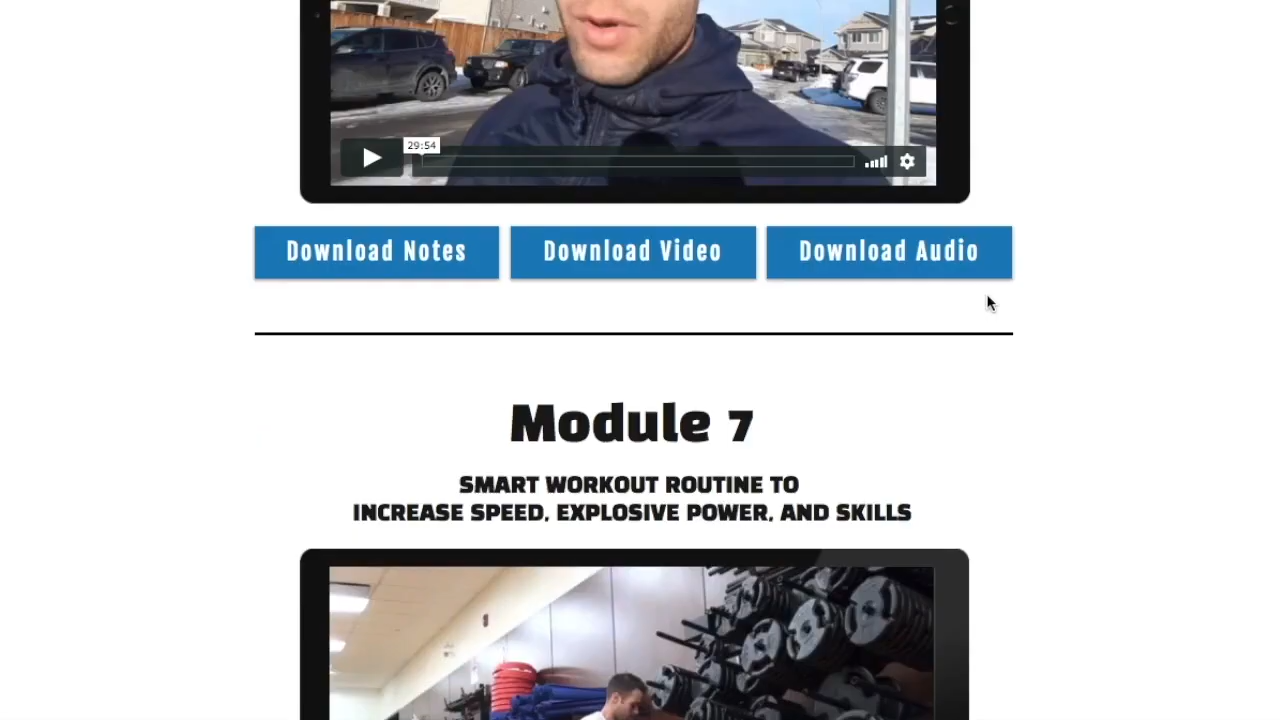 29:54
Download Notes
Download Video
Download Audio
Module 7
SMART WORKOUT ROUTINE TO
INCREASE SPEED, EXPLOSIVE POWER, AND SKILLS